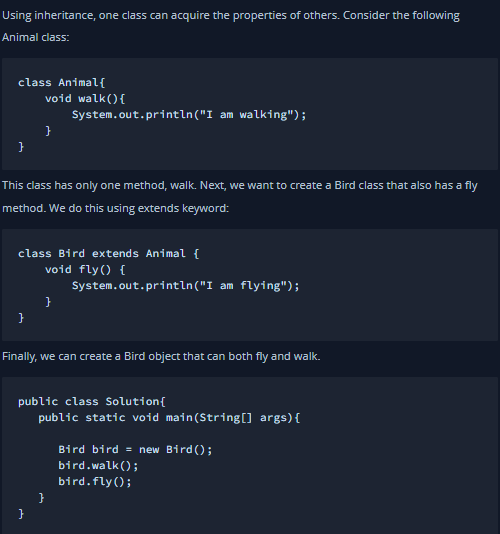 Using inheritance, one class can acquire the properties of others. Consider the following
Animal class:
class Animal{
    void walk(){
        System.out.println("I am walking");
    }
}
This class has only one method, walk. Next, we want to create a Bird class that also has a fly
method. We do this using extends keyword:
class Bird extends Animal {
    void fly() {
        System.out.println("I am flying");
    }
}
Finally, we can create a Bird object that can both fly and walk.
public class Solution{
   public static void main(String[] args){
      Bird bird = new Bird();
      bird.walk();
      bird.fly();
   }
}